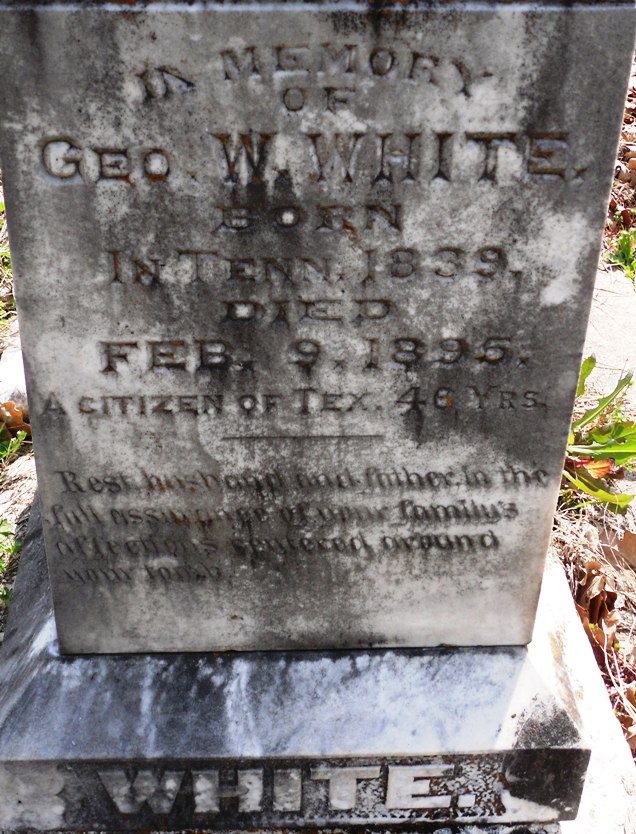 IN MEMORY
OF
GEO. W. WHITE,
BORN
IN TENN. 1839,
DIED
FEB. 9, 1895.
A CITIZEN OF TEX. 46 YRS.
Rest husband and father in the
full assurance of your family's
affections centered around
your tomb.
WHITE.